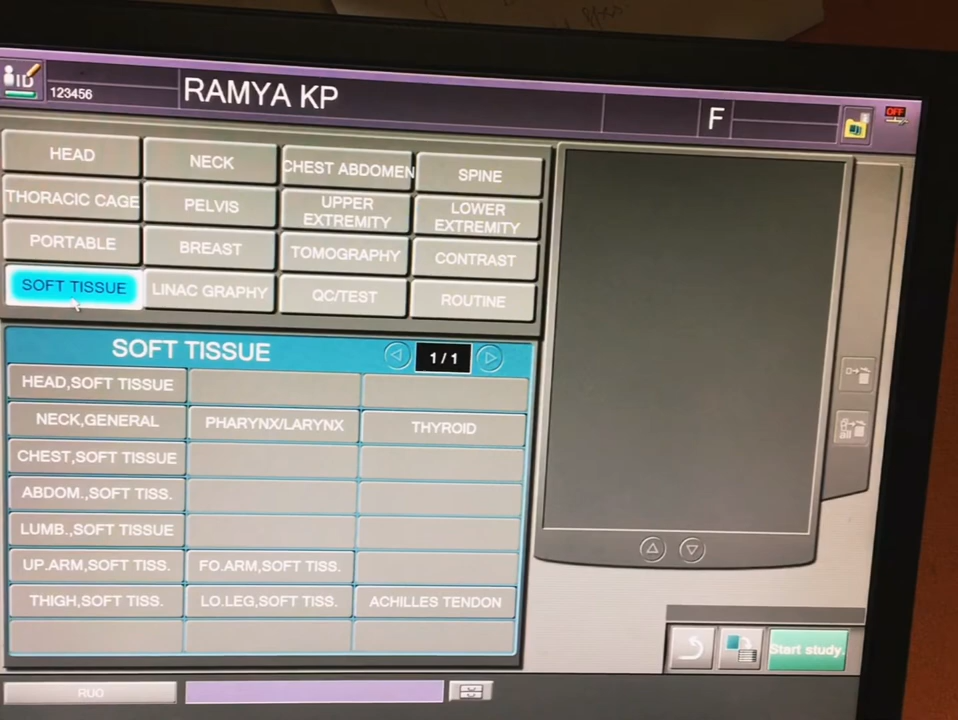 ID
123456
RAMYA KP
F
OFF
HEAD
NECK
CHEST ABDOMEN
SPINE
THORACIC CAGE
PELVIS
UPPER
EXTREMITY
LOWER
EXTREMITY
PORTABLE
BREAST
TOMOGRAPHY
CONTRAST
SOFT TISSUE
LINAC GRAPHY
QC/TEST
ROUTINE
SOFT TISSUE
1 / 1
HEAD,SOFT TISSUE
NECK,GENERAL
PHARYNX/LARYNX
THYROID
CHEST,SOFT TISSUE
ABDOM.,SOFT TISS.
LUMB.,SOFT TISSUE
UP.ARM,SOFT TISS.
FO.ARM,SOFT TISS.
THIGH,SOFT TISS.
LO.LEG,SOFT TISS.
ACHILLES TENDON
all
Start study.
RUO